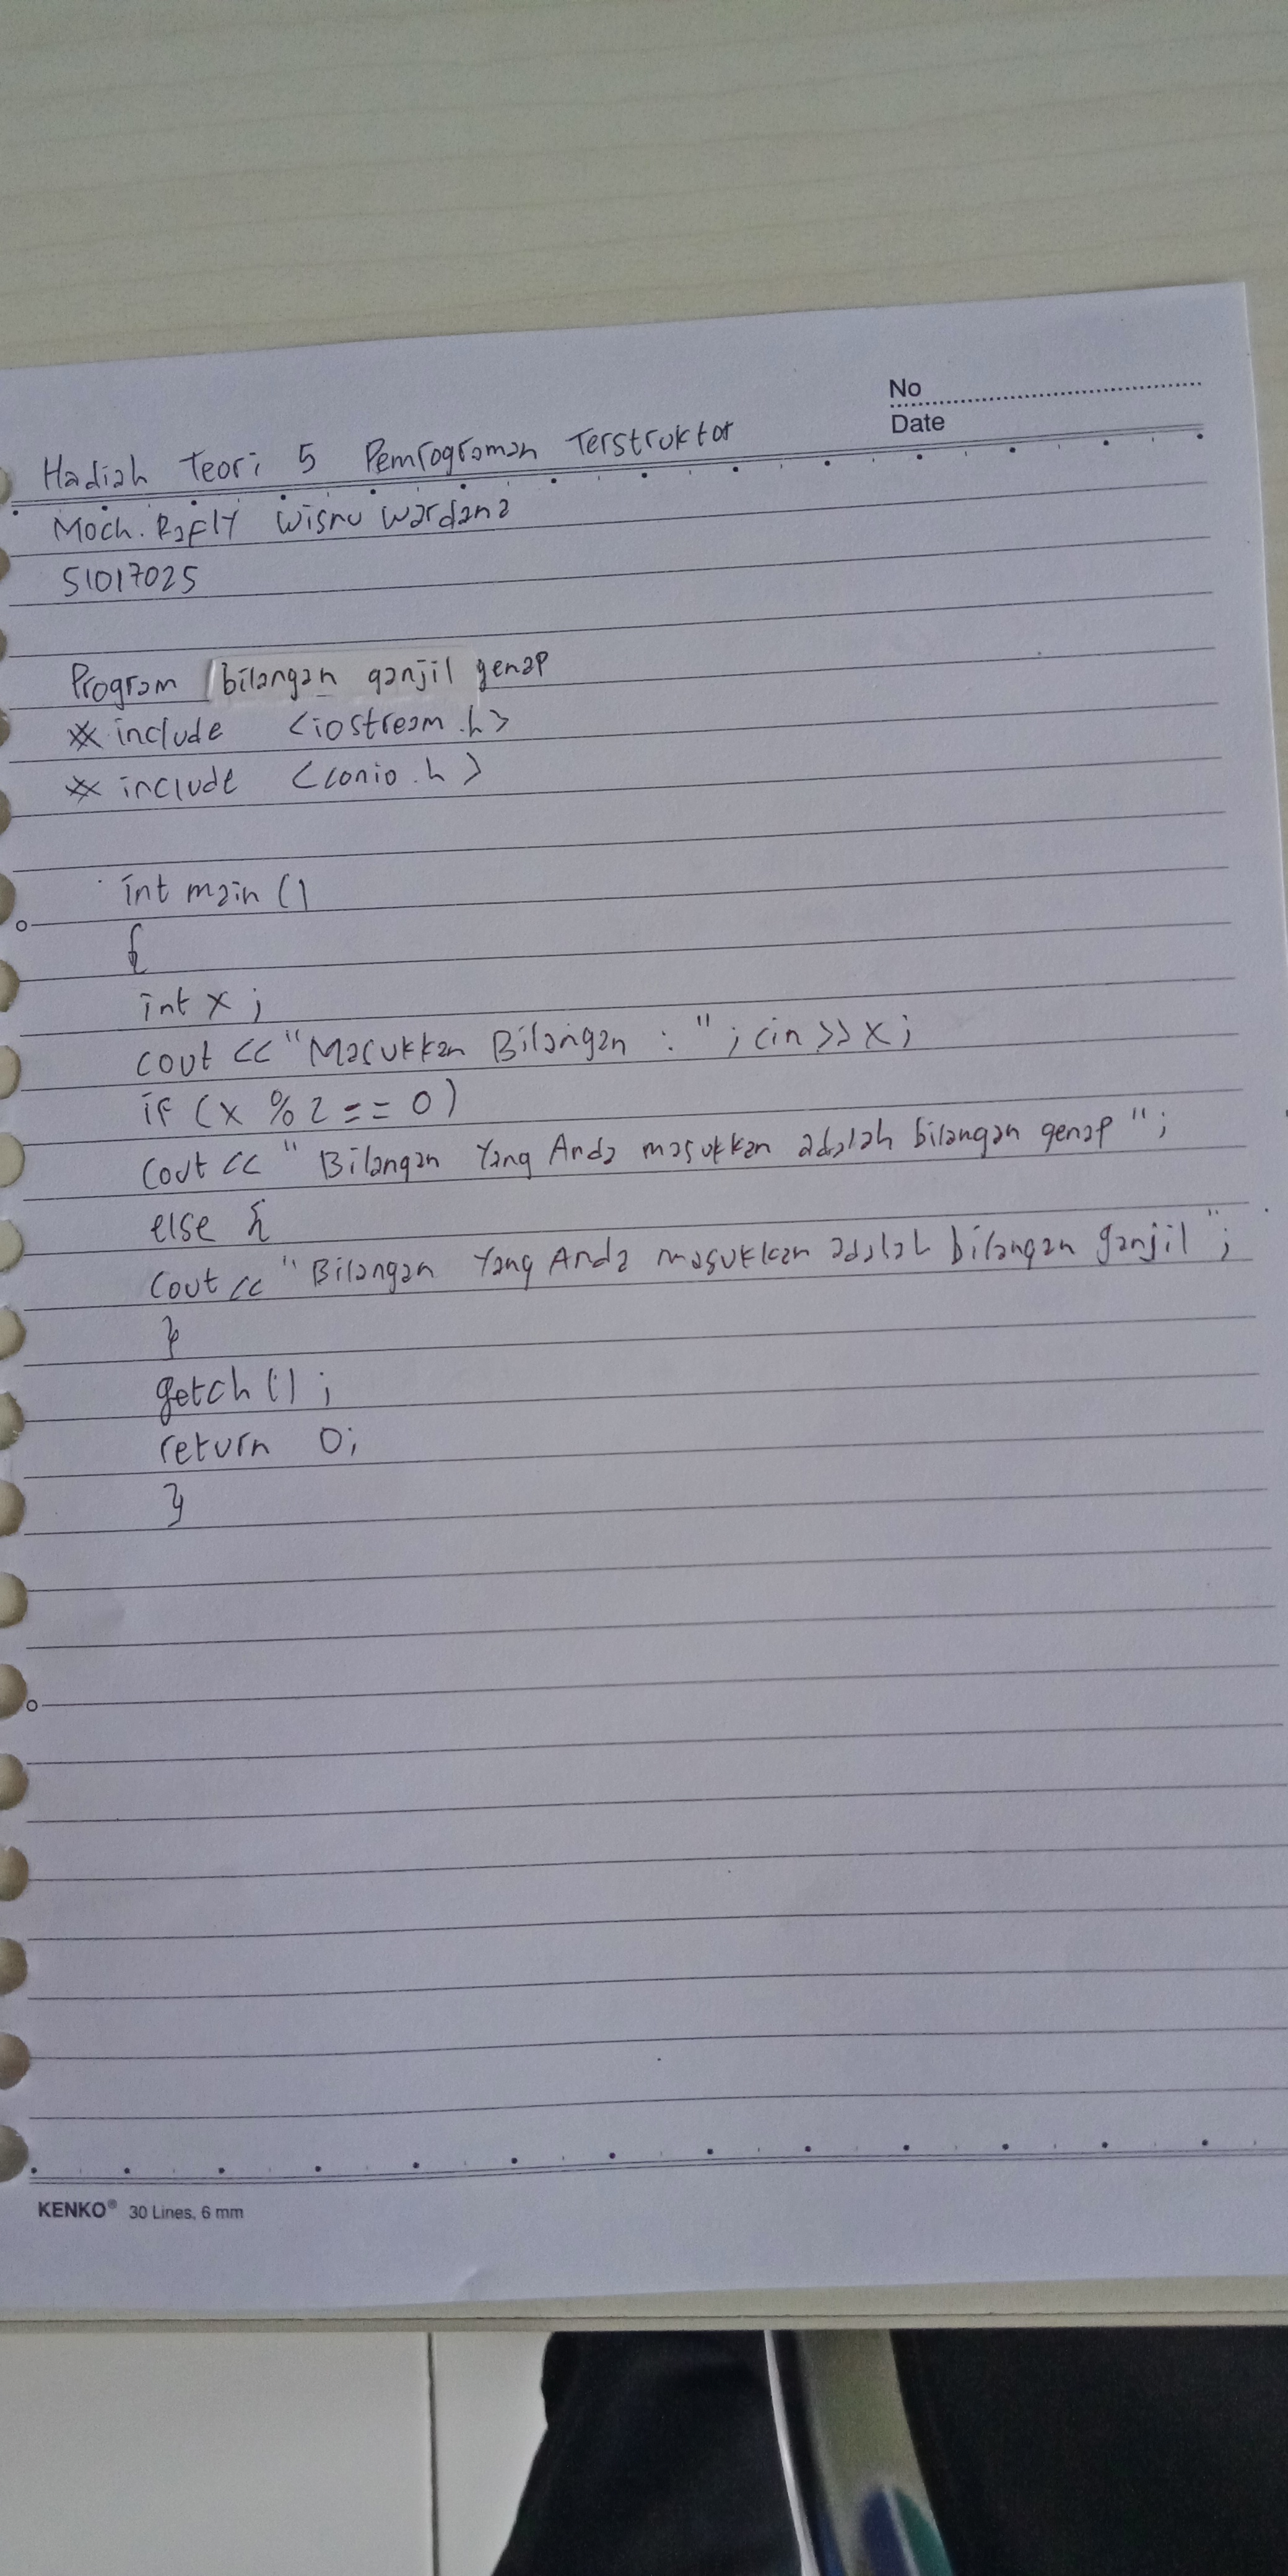 No
Date
Hadiah Teori 5 Pemrograman Terstruktor
Moch. Rafly Wisnu Wardana
51017025
Program bilangan ganjil genap
# include <iostream.h>
# include <conio.h>
int main ()
{
int x ;
cout << "Masukkan Bilangan : " ; cin >> x ;
if (x % 2 == 0)
cout << " Bilangan Yang Anda masukkan adalah bilangan genap " ;
else {
cout << " Bilangan Yang Anda masukkan adalah bilangan ganjil " ;
}
getch () ;
return 0 ;
}
KENKO® 30 Lines, 6 mm